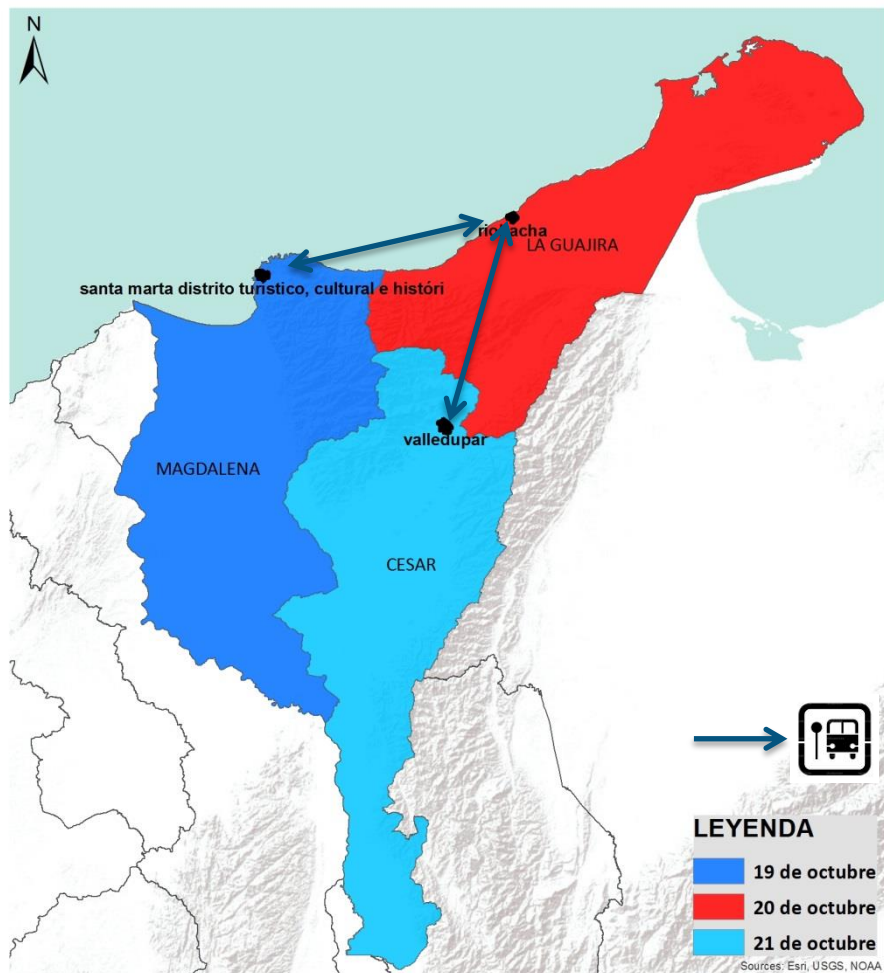 N
riohacha
LA GUAJIRA
santa marta distrito turístico, cultural e históri
valledupar
MAGDALENA
CESAR
LEYENDA
19 de octubre
20 de octubre
21 de octubre
Sources: Esri, USGS, NOAA